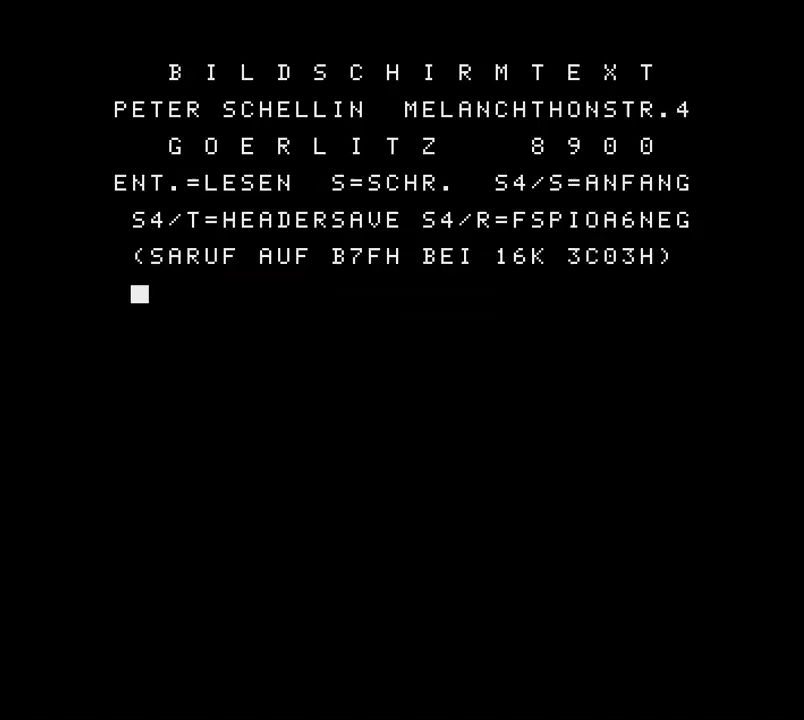 B I L D S C H I R M T E X T
PETER SCHELLIN  MELANCHTHONSTR.4
G O E R L I T Z     8 9 0 0
ENT.=LESEN  S=SCHR.  S4/S=ANFANG
S4/T=HEADERSAVE S4/R=FSPIOA6NEG
(SARUF AUF B7FH BEI 16K 3C03H)